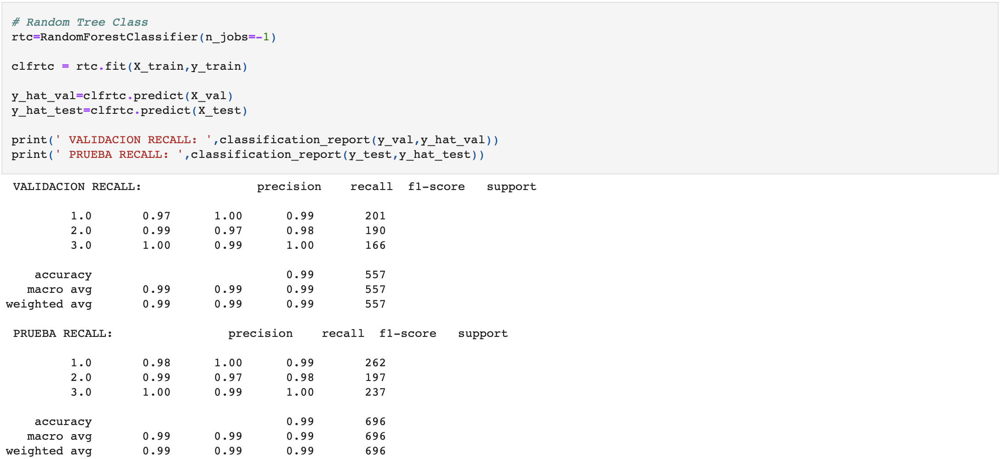 # Random Tree Class
rtc=RandomForestClassifier(n_jobs=-1)
clfrtc = rtc.fit(X_train,y_train)
y_hat_val=clfrtc.predict(X_val)
y_hat_test=clfrtc.predict(X_test)
print(' VALIDACION RECALL: ',classification_report(y_val,y_hat_val))
print(' PRUEBA RECALL: ',classification_report(y_test,y_hat_test))
VALIDACION RECALL: precision recall f1-score support
1.0 0.97 1.00 0.99 201
2.0 0.99 0.97 0.98 190
3.0 1.00 0.99 1.00 166
accuracy 0.99 557
macro avg 0.99 0.99 0.99 557
weighted avg 0.99 0.99 0.99 557
PRUEBA RECALL: precision recall f1-score support
1.0 0.98 1.00 0.99 262
2.0 0.99 0.97 0.98 197
3.0 1.00 0.99 1.00 237
accuracy 0.99 696
macro avg 0.99 0.99 0.99 696
weighted avg 0.99 0.99 0.99 696